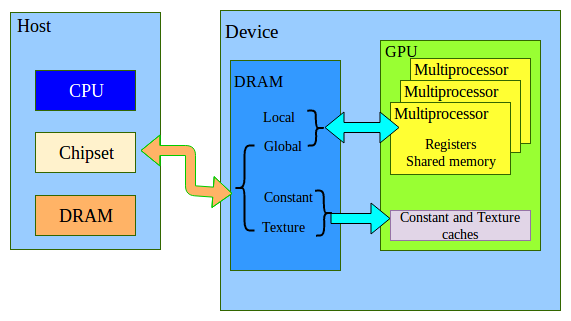 Host
CPU
Chipset
DRAM
Device
DRAM
Local
Global
Constant
Texture
GPU
Multiprocessor
Multiprocessor
Multiprocessor
Registers
Shared memory
Constant and Texture
caches